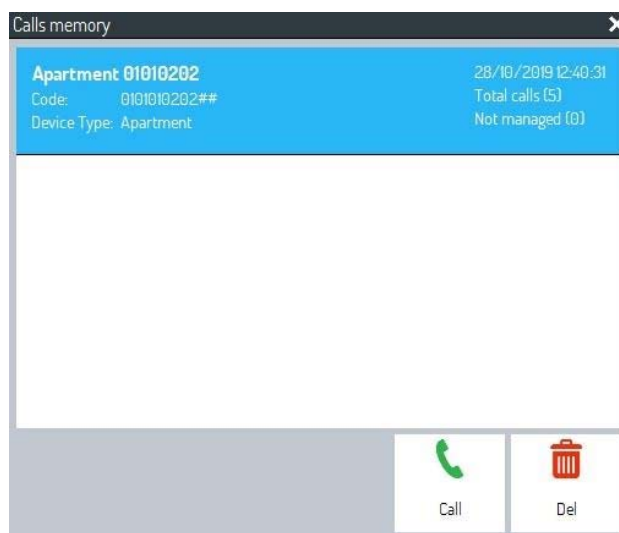 Calls memory
Apartment 01010202
28/10/2019 12:40:31
Code: 0101010202##
Total calls (5)
Device Type: Apartment
Not managed (0)
Call
Del